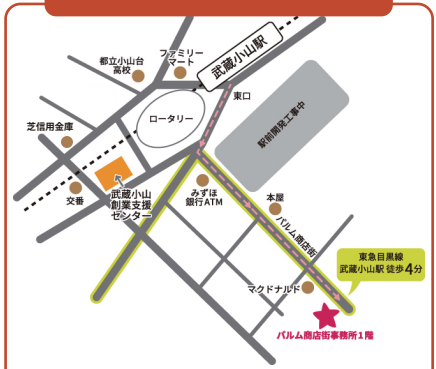 武蔵小山駅
ファミリー
マート
都立小山台
高校
東口
ロータリー
駅前開発工事中
芝信用金庫
交番
武蔵小山
創業支援
センター
みずほ
銀行ATM
本屋
パルム商店街
東急目黒線
武蔵小山駅 徒歩4分
マクドナルド
パルム商店街事務所1階